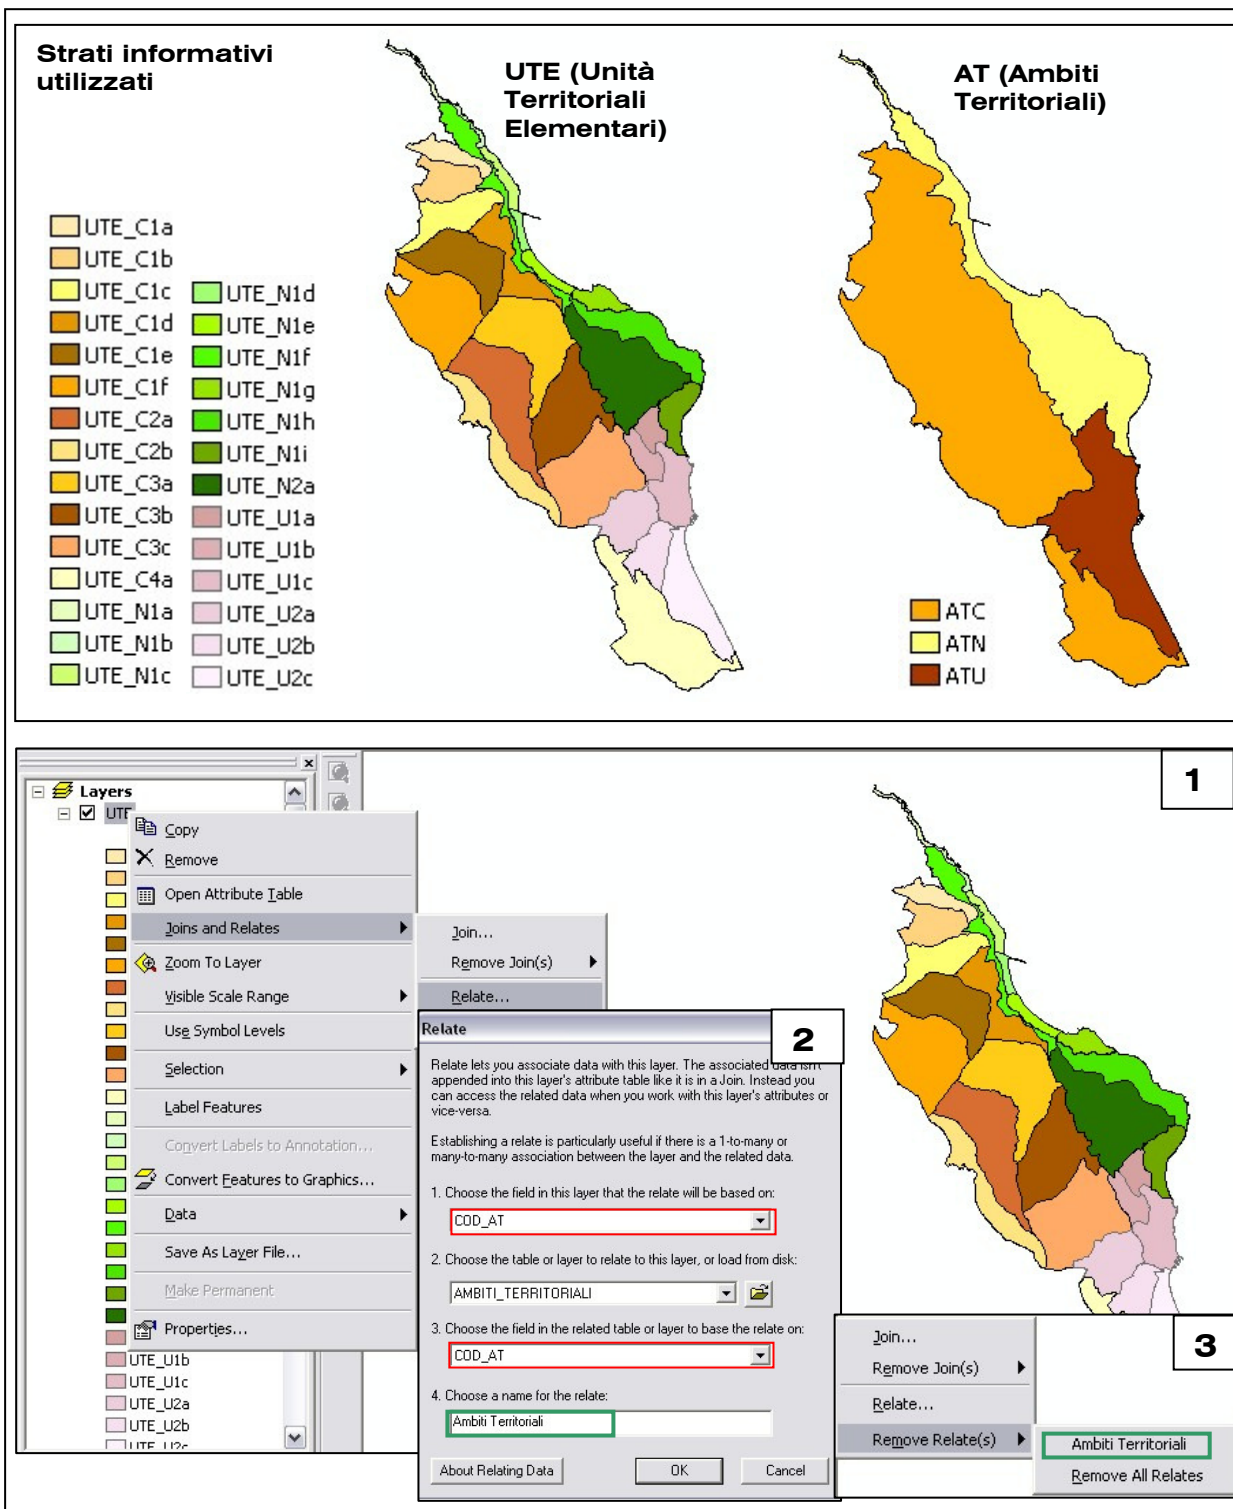 Strati informativi
utilizzati
UTE (Unità
Territoriali
Elementari)
AT (Ambiti
Territoriali)
UTE_C1a
UTE_C1b
UTE_C1c
UTE_C1d
UTE_C1e
UTE_C1f
UTE_C2a
UTE_C2b
UTE_C3a
UTE_C3b
UTE_C3c
UTE_C4a
UTE_N1a
UTE_N1b
UTE_N1c
UTE_N1d
UTE_N1e
UTE_N1f
UTE_N1g
UTE_N1h
UTE_N1i
UTE_N2a
UTE_U1a
UTE_U1b
UTE_U1c
UTE_U2a
UTE_U2b
UTE_U2c
ATC
ATN
ATU
1
Layers
UTE
Copy
Remove
Open Attribute Table
Joins and Relates
Zoom To Layer
Visible Scale Range
Use Symbol Levels
Selection
Label Features
Convert Labels to Annotation...
Convert Features to Graphics...
Data
Save As Layer File...
Make Permanent
Properties...
UTE_U1b
UTE_U1c
UTE_U2a
UTE_U2b
UTE_U2c
Join...
Remove Join(s)
Relate...
2
Relate
Relate lets you associate data with this layer. The associated data isn't
appended into this layer's attribute table like it is in a Join. Instead you
can access the related data when you work with this layer's attributes or
vice-versa.
Establishing a relate is particularly useful if there is a 1-to-many or
many-to-many association between the layer and the related data.
1. Choose the field in this layer that the relate will be based on:
COD_AT
2. Choose the table or layer to relate to this layer, or load from disk:
AMBITI_TERRITORIALI
3. Choose the field in the related table or layer to base the relate on:
COD_AT
4. Choose a name for the relate:
Ambiti Territoriali
About Relating Data
OK
Cancel
3
Join...
Remove Join(s)
Relate...
Remove Relate(s)
Ambiti Territoriali
Remove All Relates